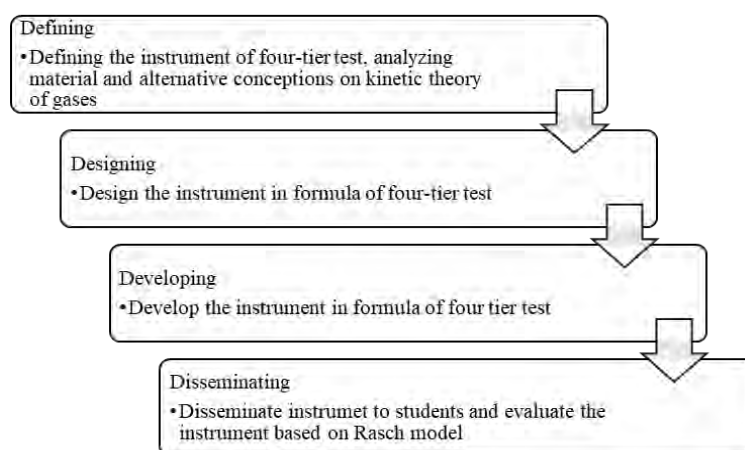 Defining
•Defining the instrument of four-tier test, analyzing
material and alternative conceptions on kinetic theory
of gases
Designing
•Design the instrument in formula of four-tier test
Developing
•Develop the instrument in formula of four tier test
Disseminating
•Disseminate instrumet to students and evaluate the
instrument based on Rasch model